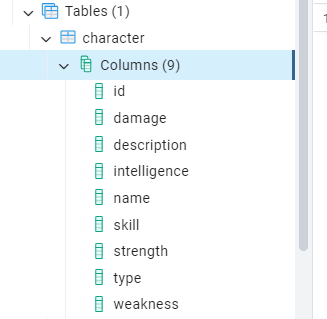 Tables (1)
character
Columns (9)
id
damage
description
intelligence
name
skill
strength
type
weakness